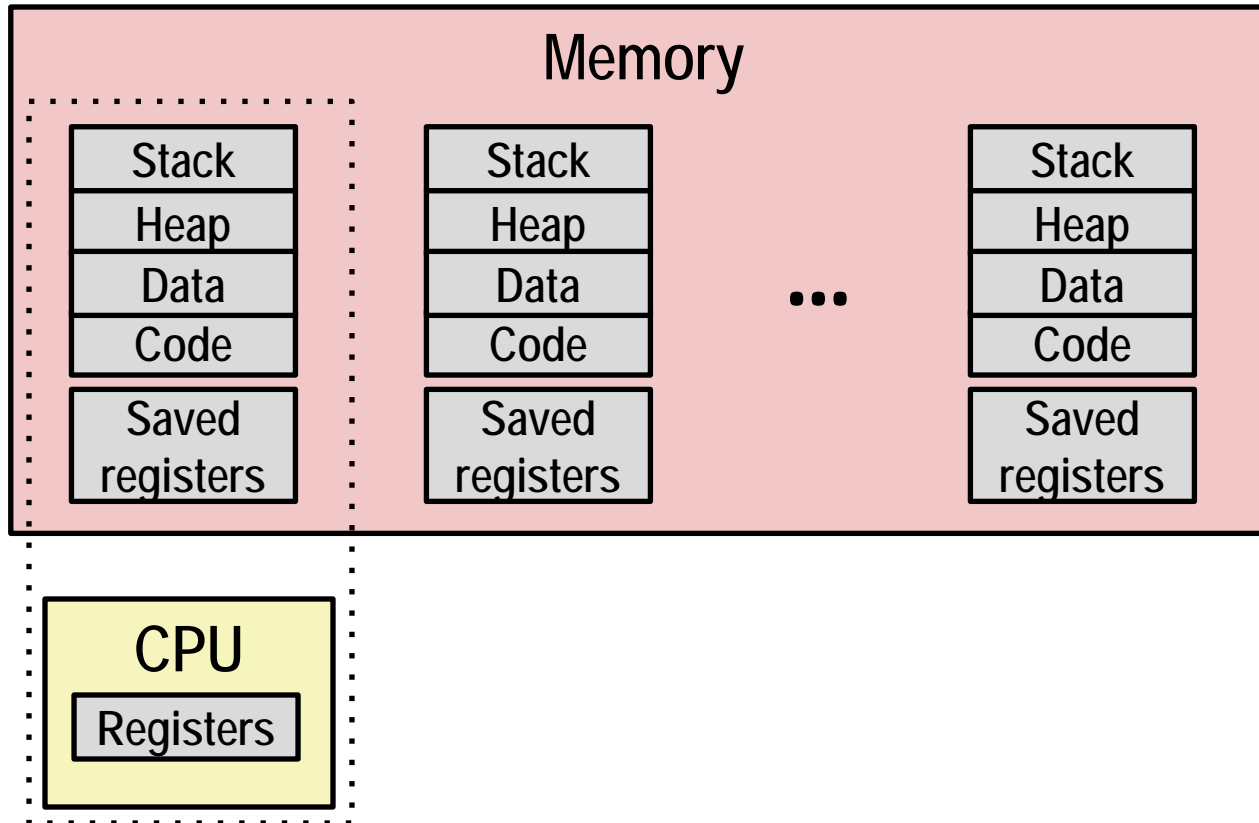 Memory
Stack
Heap
Data
Code
Saved
registers
Stack
Heap
Data
Code
Saved
registers
...
Stack
Heap
Data
Code
Saved
registers
CPU
Registers